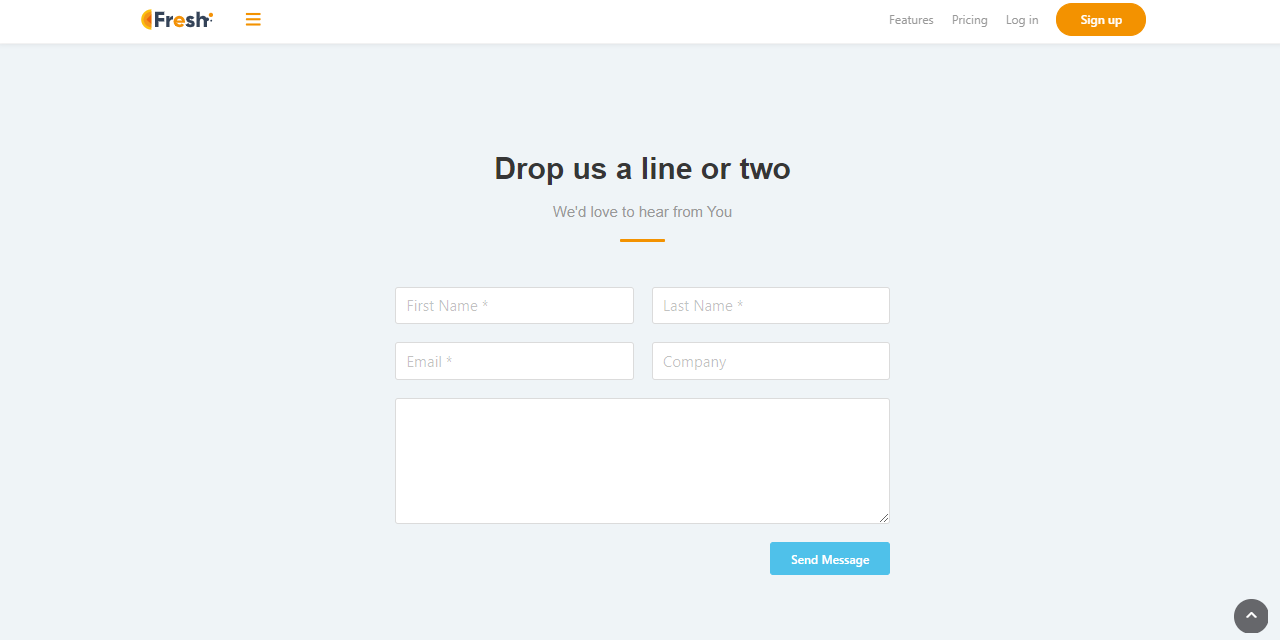 Fresh
Features Pricing Log in Sign up
Drop us a line or two
We'd love to hear from You
First Name * Last Name *
Email * Company
Send Message